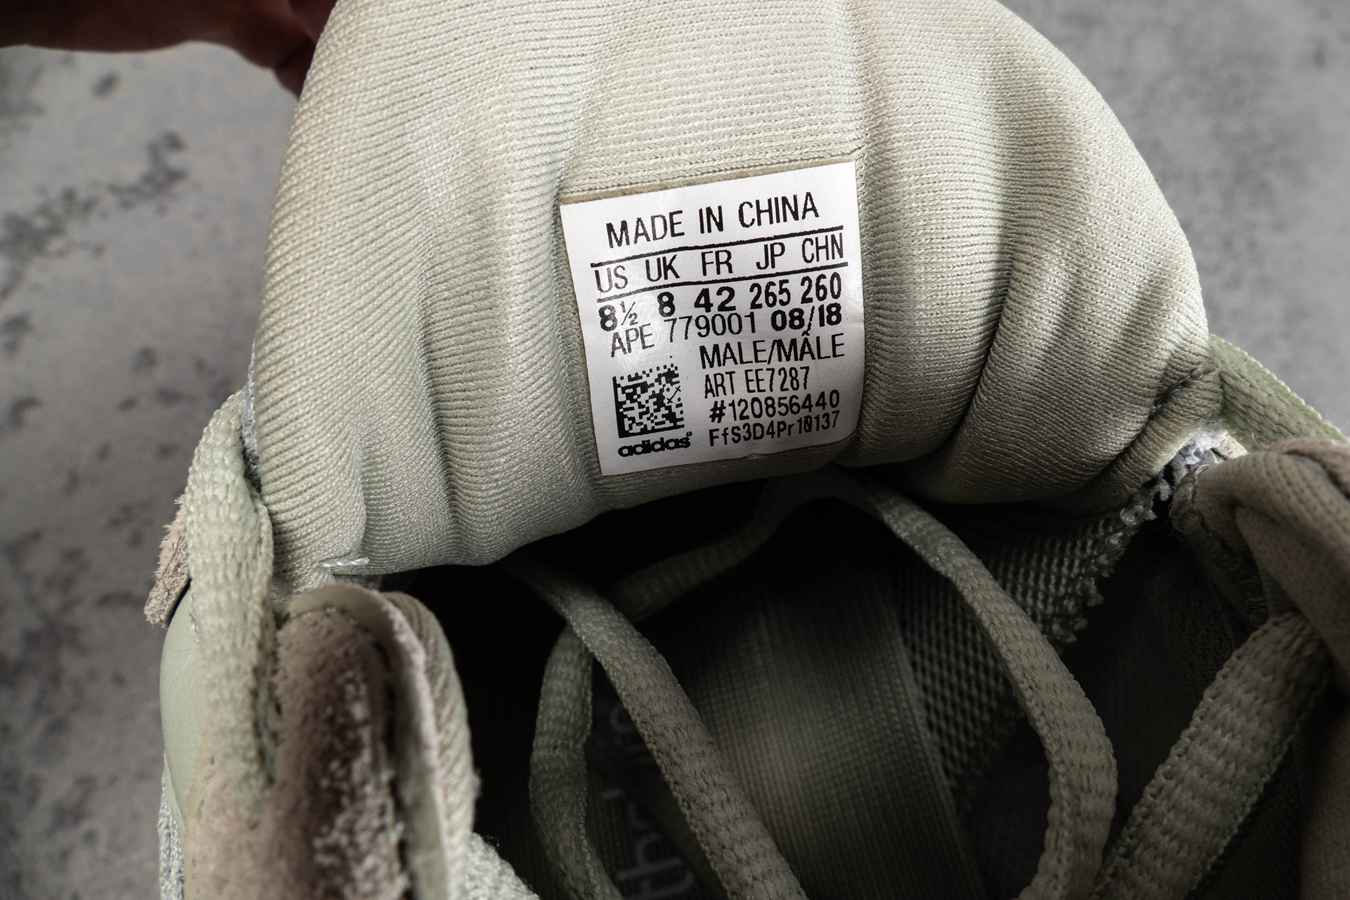 MADE IN CHINA
US UK FR JP CHN
8½ 8 42 265 260
APE 779001 08/18
MALE/MÂLE
ART EE7287
#120856440
FfS3D4Pr10137
adidas